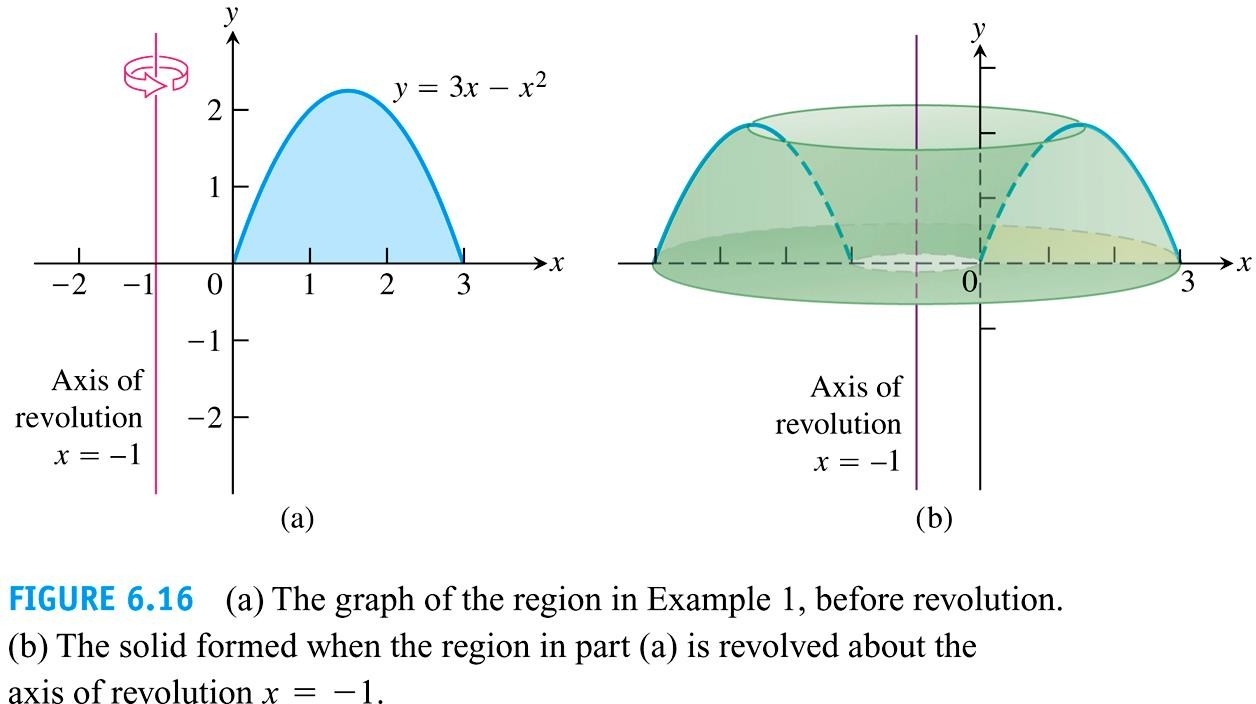 y
y = 3x − x²
2
1
−2 −1 0 1 2 3 x
−1
−2
Axis of
revolution
x = −1
(a)
y
0 3 x
Axis of
revolution
x = −1
(b)
FIGURE 6.16 (a) The graph of the region in Example 1, before revolution.
(b) The solid formed when the region in part (a) is revolved about the
axis of revolution x = −1.